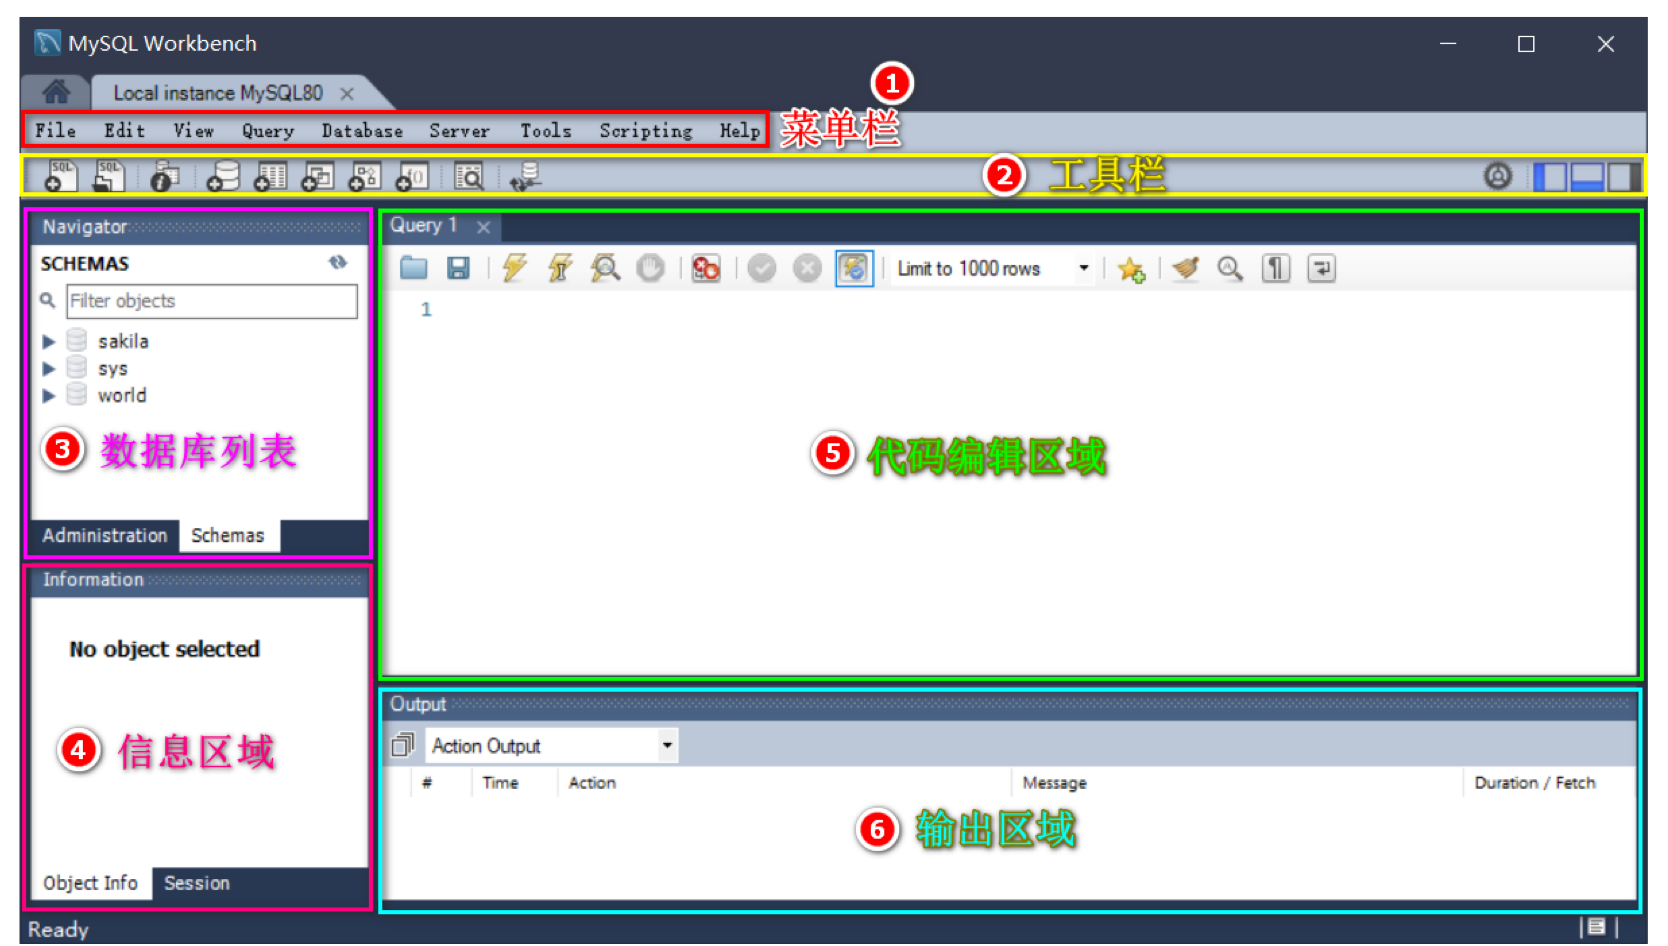 MySQL Workbench
Local instance MySQL80
1
File Edit View Query Database Server Tools Scripting Help
菜单栏
SQL SQL
2 工具栏
Navigator
SCHEMAS
Filter objects
sakila
sys
world
3 数据库列表
Administration Schemas
Information
No object selected
4 信息区域
Object Info Session
Query 1
Limit to 1000 rows
1
5 代码编辑区域
Output
Action Output
# Time Action Message Duration / Fetch
6 输出区域
Ready